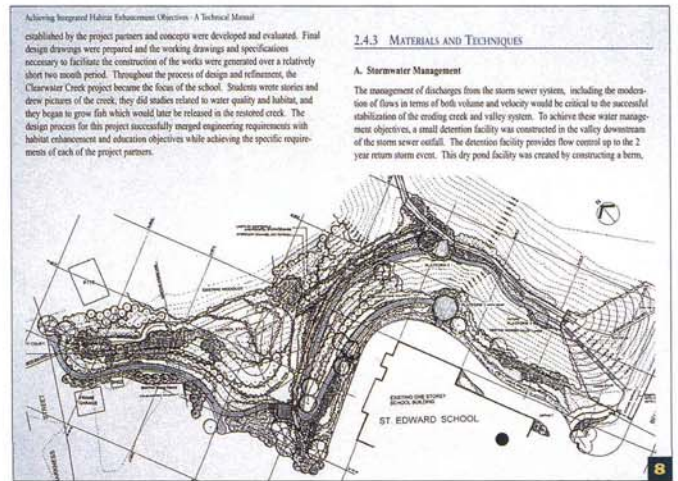 Achieving Integrated Habitat Enhancement Objectives - A Technical Manual
established by the project partners and concepts were developed and evaluated. Final
design drawings were prepared and the working drawings and specifications
necessary to facilitate the construction of the works were generated over a relatively
short two month period. Throughout the process of design and refinement, the
Clearwater Creek project became the focus of the school. Students wrote stories and
drew pictures of the creek, they did studies related to water quality and habitat, and
they began to grow fish which would later be released in the restored creek. The
design process for this project successfully merged engineering requirements with
habitat enhancement and education objectives while achieving the specific require-
ments of each of the project partners.
2.4.3 MATERIALS AND TECHNIQUES
A. Stormwater Management
The management of discharges from the storm sewer system, including the modera-
tion of flows in terms of both volume and velocity would be critical to the successful
stabilization of the eroding creek and valley system. To achieve these water manage-
ment objectives, a small detention facility was constructed in the valley downstream
of the storm sewer outfall. The detention facility provides flow control up to the 2
year return storm event. This dry pond facility was created by constructing a berm,
EXISTING ONE STOREY
SCHOOL BUILDING
ST. EDWARD SCHOOL
STREET
8